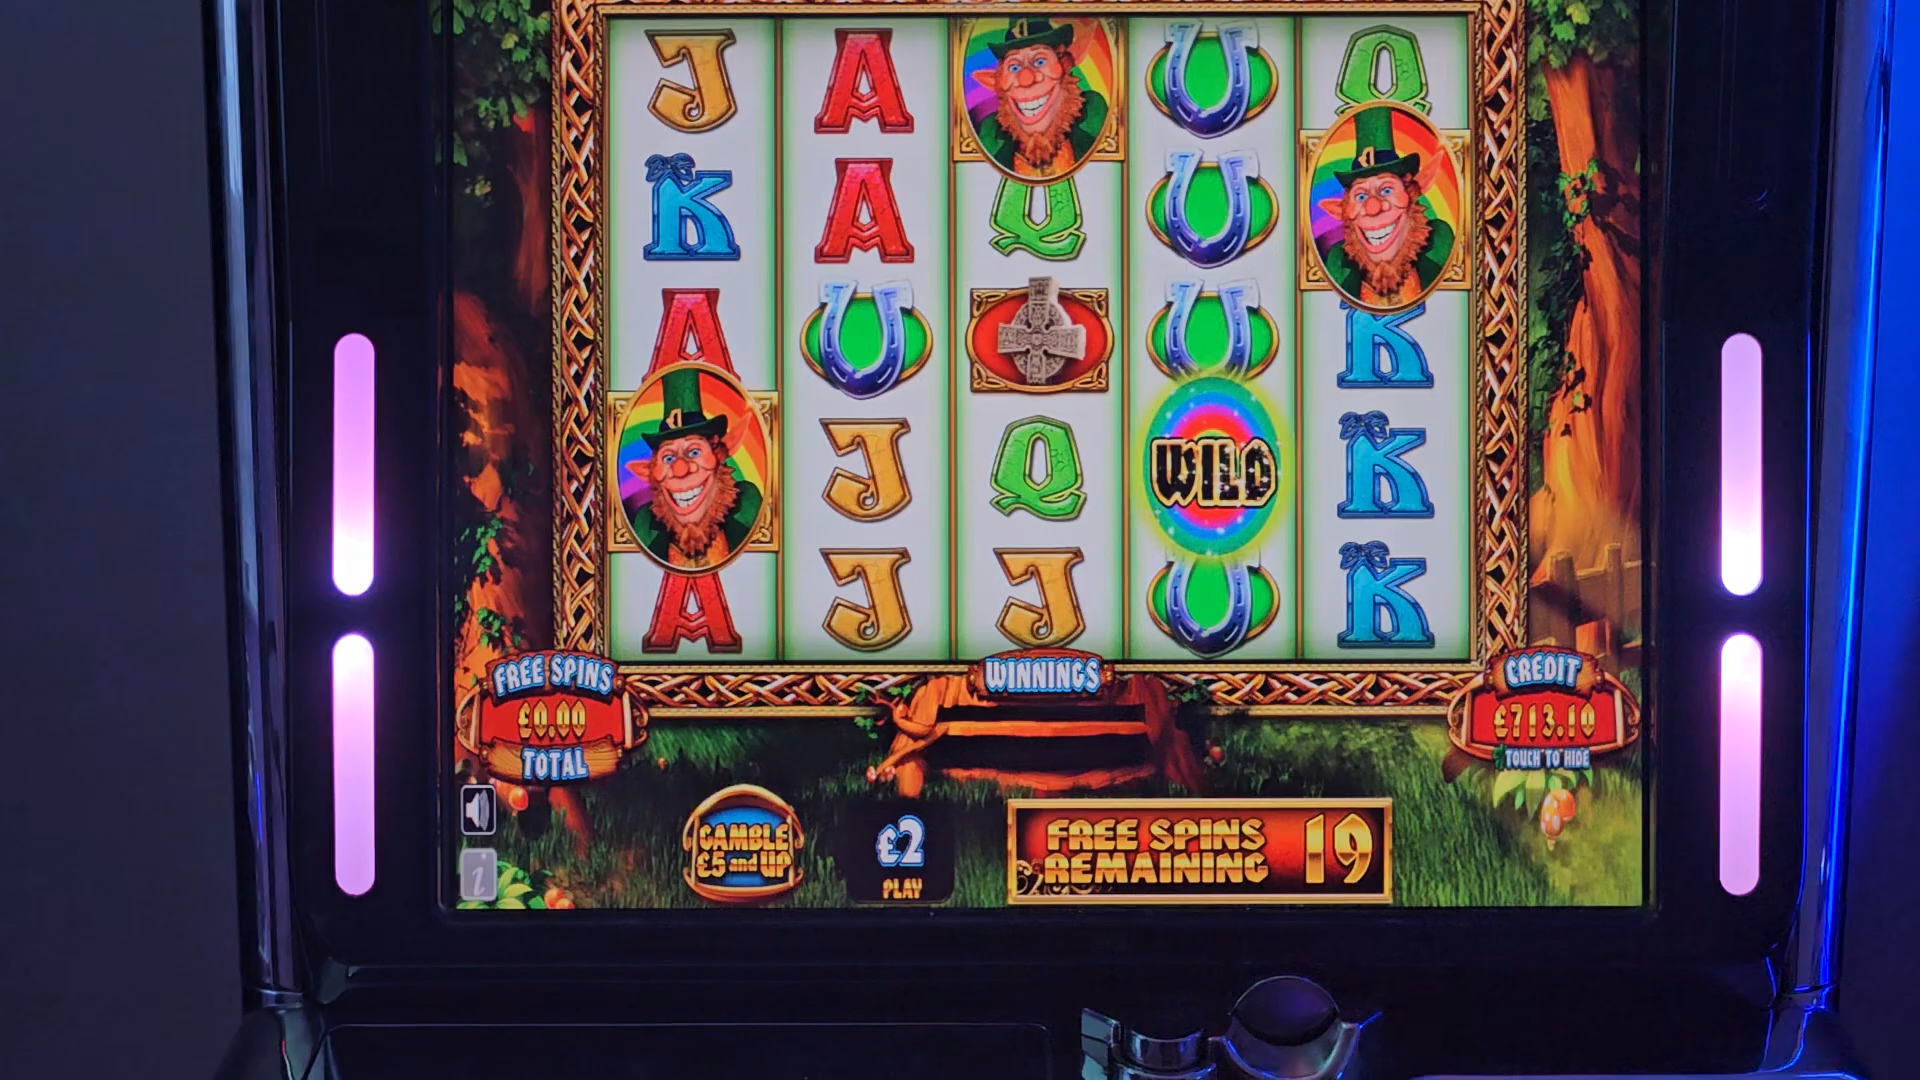 J A Q
K A Q
A K
J Q WILD K
A J J K
FREE SPINS
£0.00
TOTAL
WINNINGS
CREDIT
£713.10
TOUCH TO HIDE
GAMBLE
£5 and UP
£2
PLAY
FREE SPINS
REMAINING
19
i